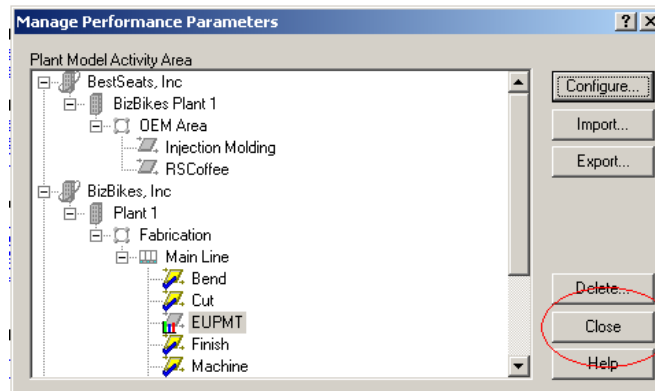 Manage Performance Parameters
Plant Model Activity Area
BestSeats, Inc
BizBikes Plant 1
OEM Area
Injection Molding
RSCoffee
BizBikes, Inc
Plant 1
Fabrication
Main Line
Bend
Cut
EUPMT
Finish
Machine
Configure...
Import...
Export...
Delete...
Close
Help